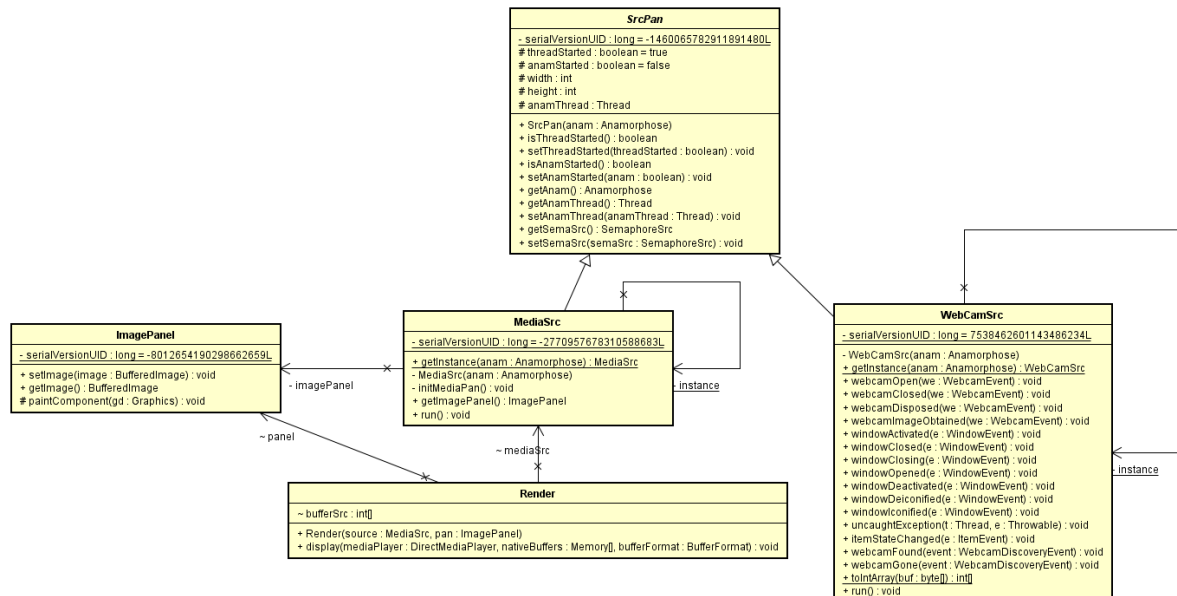 SrcPan
- serialVersionUID : long = -1460065782911891480L
# threadStarted : boolean = true
# anamStarted : boolean = false
# width : int
# height : int
# anamThread : Thread
+ SrcPan(anam : Anamorphose)
+ isThreadStarted() : boolean
+ setThreadStarted(threadStarted : boolean) : void
+ isAnamStarted() : boolean
+ setAnamStarted(anam : boolean) : void
+ getAnam() : Anamorphose
+ getAnamThread() : Thread
+ setAnamThread(anamThread : Thread) : void
+ getSemaSrc() : SemaphoreSrc
+ setSemaSrc(semaSrc : SemaphoreSrc) : void
ImagePanel
- serialVersionUID : long = -8012654190298662659L
+ setImage(image : BufferedImage) : void
+ getImage() : BufferedImage
# paintComponent(gd : Graphics) : void
- imagePanel
MediaSrc
- serialVersionUID : long = -2770957678310588683L
+ getInstance(anam : Anamorphose) : MediaSrc
- MediaSrc(anam : Anamorphose)
- initMediaPan() : void
+ getImagePanel() : ImagePanel
+ run() : void
- instance
~ panel
~ mediaSrc
Render
~ bufferSrc : int[]
+ Render(source : MediaSrc, pan : ImagePanel)
+ display(mediaPlayer : DirectMediaPlayer, nativeBuffers : Memory[], bufferFormat : BufferFormat) : void
WebCamSrc
- serialVersionUID : long = 7538462601143486234L
- WebCamSrc(anam : Anamorphose)
+ getInstance(anam : Anamorphose) : WebCamSrc
+ webcamOpen(we : WebcamEvent) : void
+ webcamClosed(we : WebcamEvent) : void
+ webcamDisposed(we : WebcamEvent) : void
+ webcamImageObtained(we : WebcamEvent) : void
+ windowActivated(e : WindowEvent) : void
+ windowClosed(e : WindowEvent) : void
+ windowClosing(e : WindowEvent) : void
+ windowOpened(e : WindowEvent) : void
+ windowDeactivated(e : WindowEvent) : void
+ windowDeiconified(e : WindowEvent) : void
+ windowIconified(e : WindowEvent) : void
+ uncaughtException(t : Thread, e : Throwable) : void
+ itemStateChanged(e : ItemEvent) : void
+ webcamFound(event : WebcamDiscoveryEvent) : void
+ webcamGone(event : WebcamDiscoveryEvent) : void
+ toIntArray(buf : byte[]) : int[]
+ run() : void
- instance